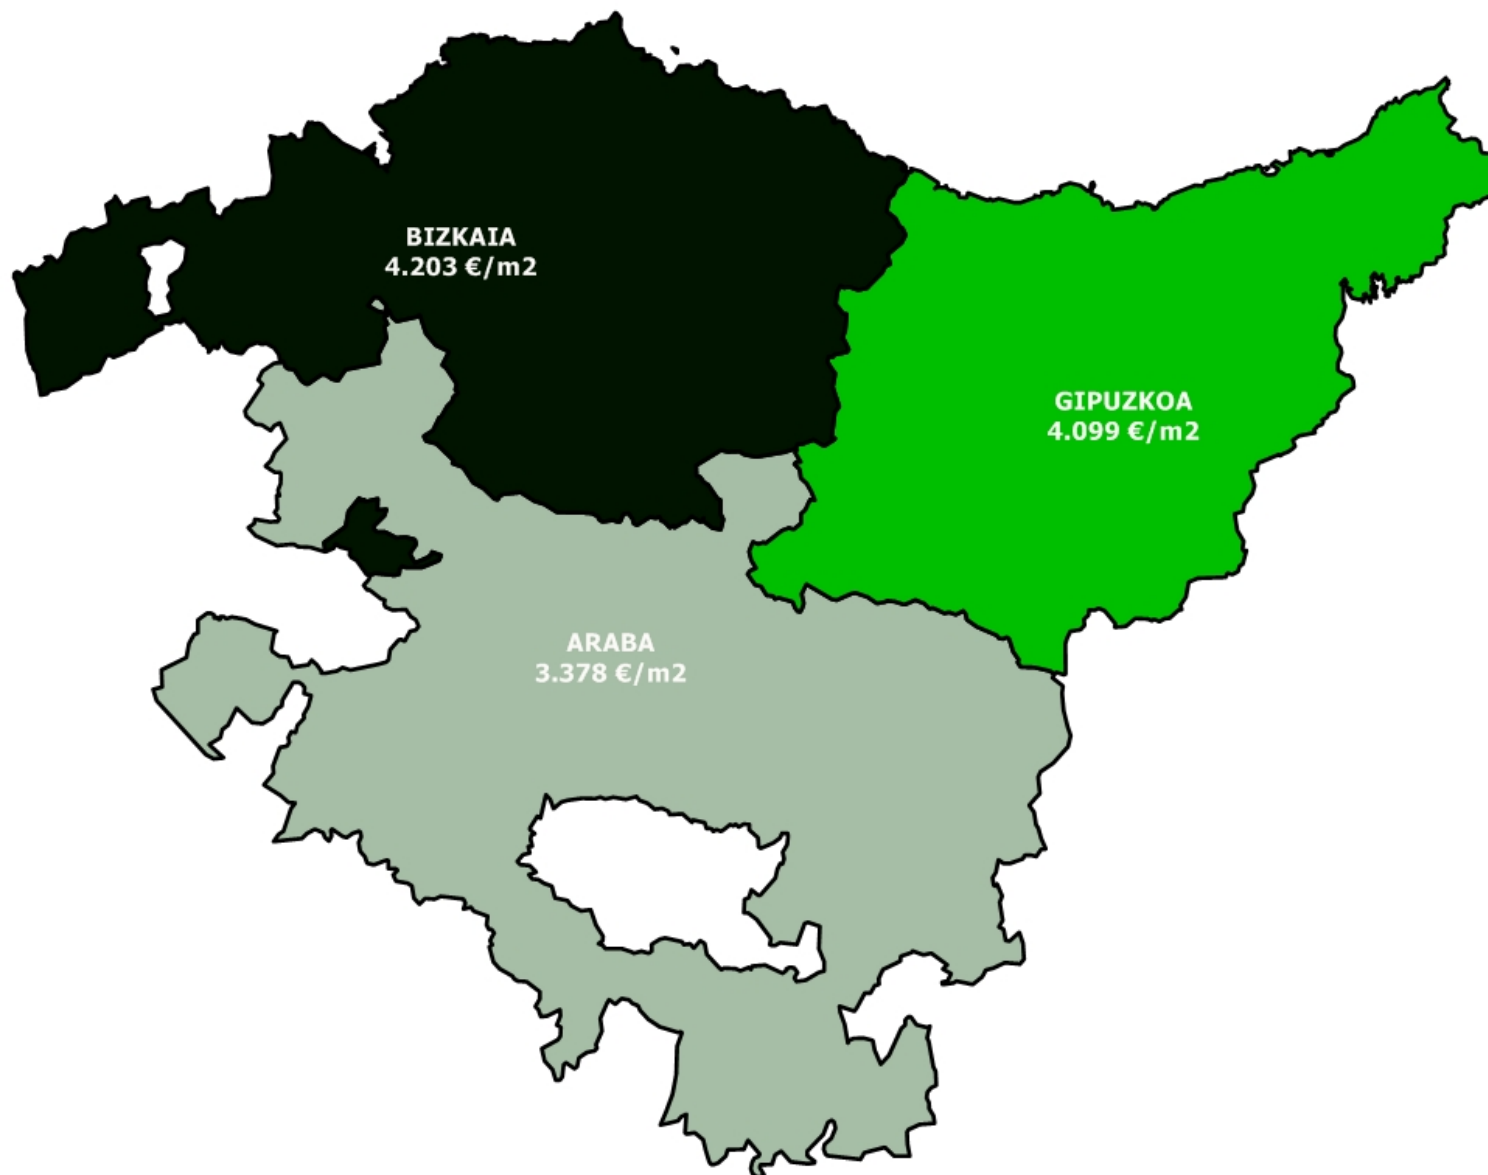 BIZKAIA
4.203 €/m2
GIPUZKOA
4.099 €/m2
ARABA
3.378 €/m2